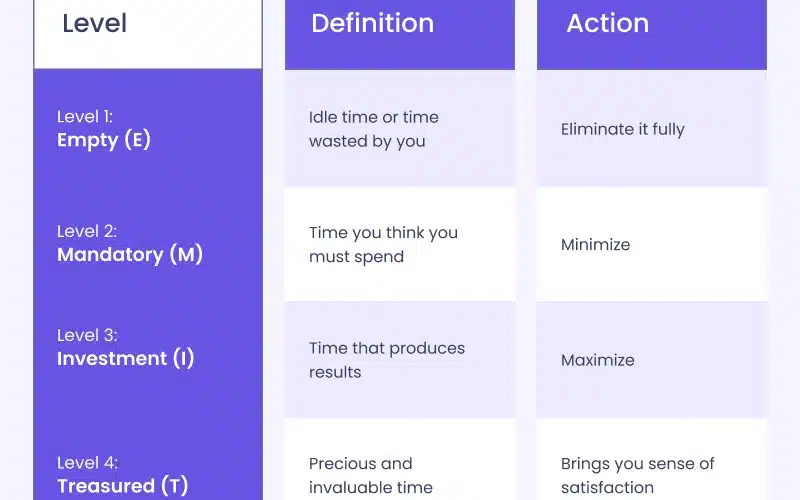 Level
Definition
Action
Level 1:
Empty (E)
Idle time or time
wasted by you
Eliminate it fully
Level 2:
Mandatory (M)
Time you think you
must spend
Minimize
Level 3:
Investment (I)
Time that produces
results
Maximize
Level 4:
Treasured (T)
Precious and
invaluable time
Brings you sense of
satisfaction